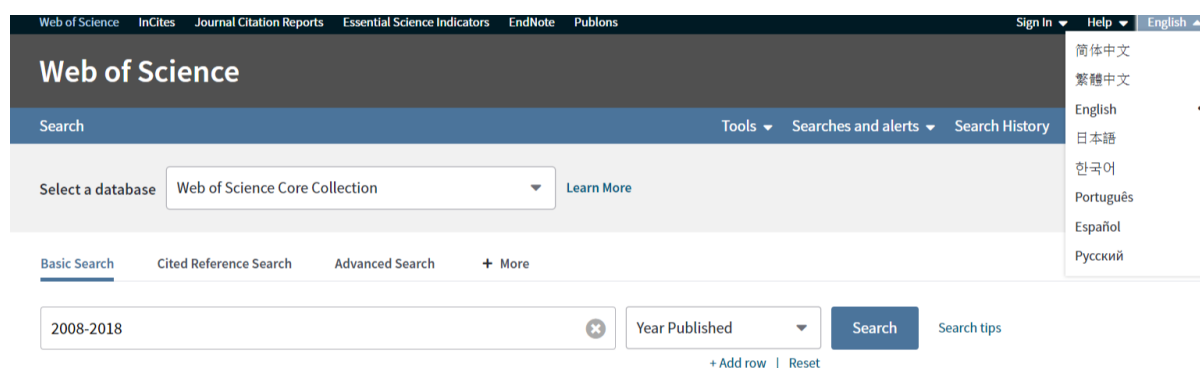 Web of Science InCites Journal Citation Reports Essential Science Indicators EndNote Publons Sign In Help English
简体中文
Web of Science
繁體中文
English
Search Tools Searches and alerts Search History
日本語
한국어
Select a database Web of Science Core Collection Learn More
Português
Español
Русский
Basic Search Cited Reference Search Advanced Search + More
2008-2018 Year Published Search Search tips
+ Add row | Reset